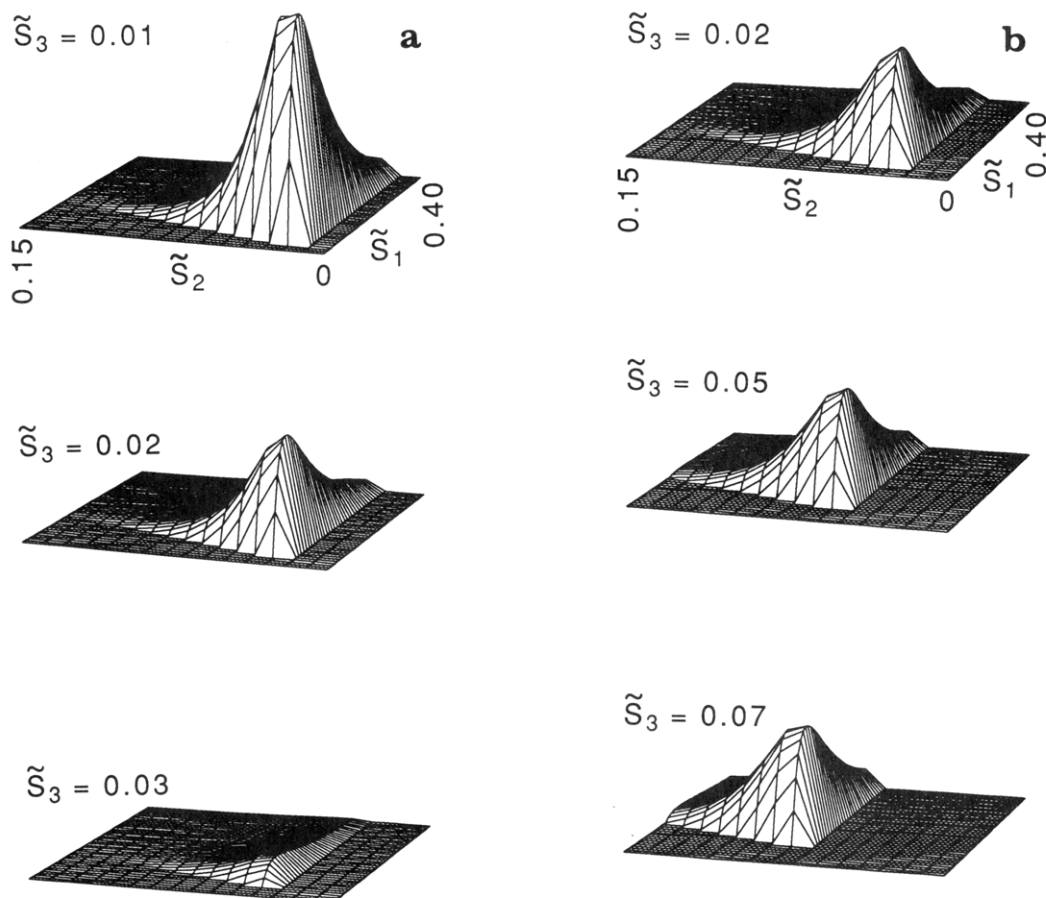 S̃₃ = 0.01
a
0.15
S̃₂
0
S̃₁
0.40
S̃₃ = 0.02
S̃₃ = 0.03
S̃₃ = 0.02
b
0.15
S̃₂
0
S̃₁
0.40
S̃₃ = 0.05
S̃₃ = 0.07